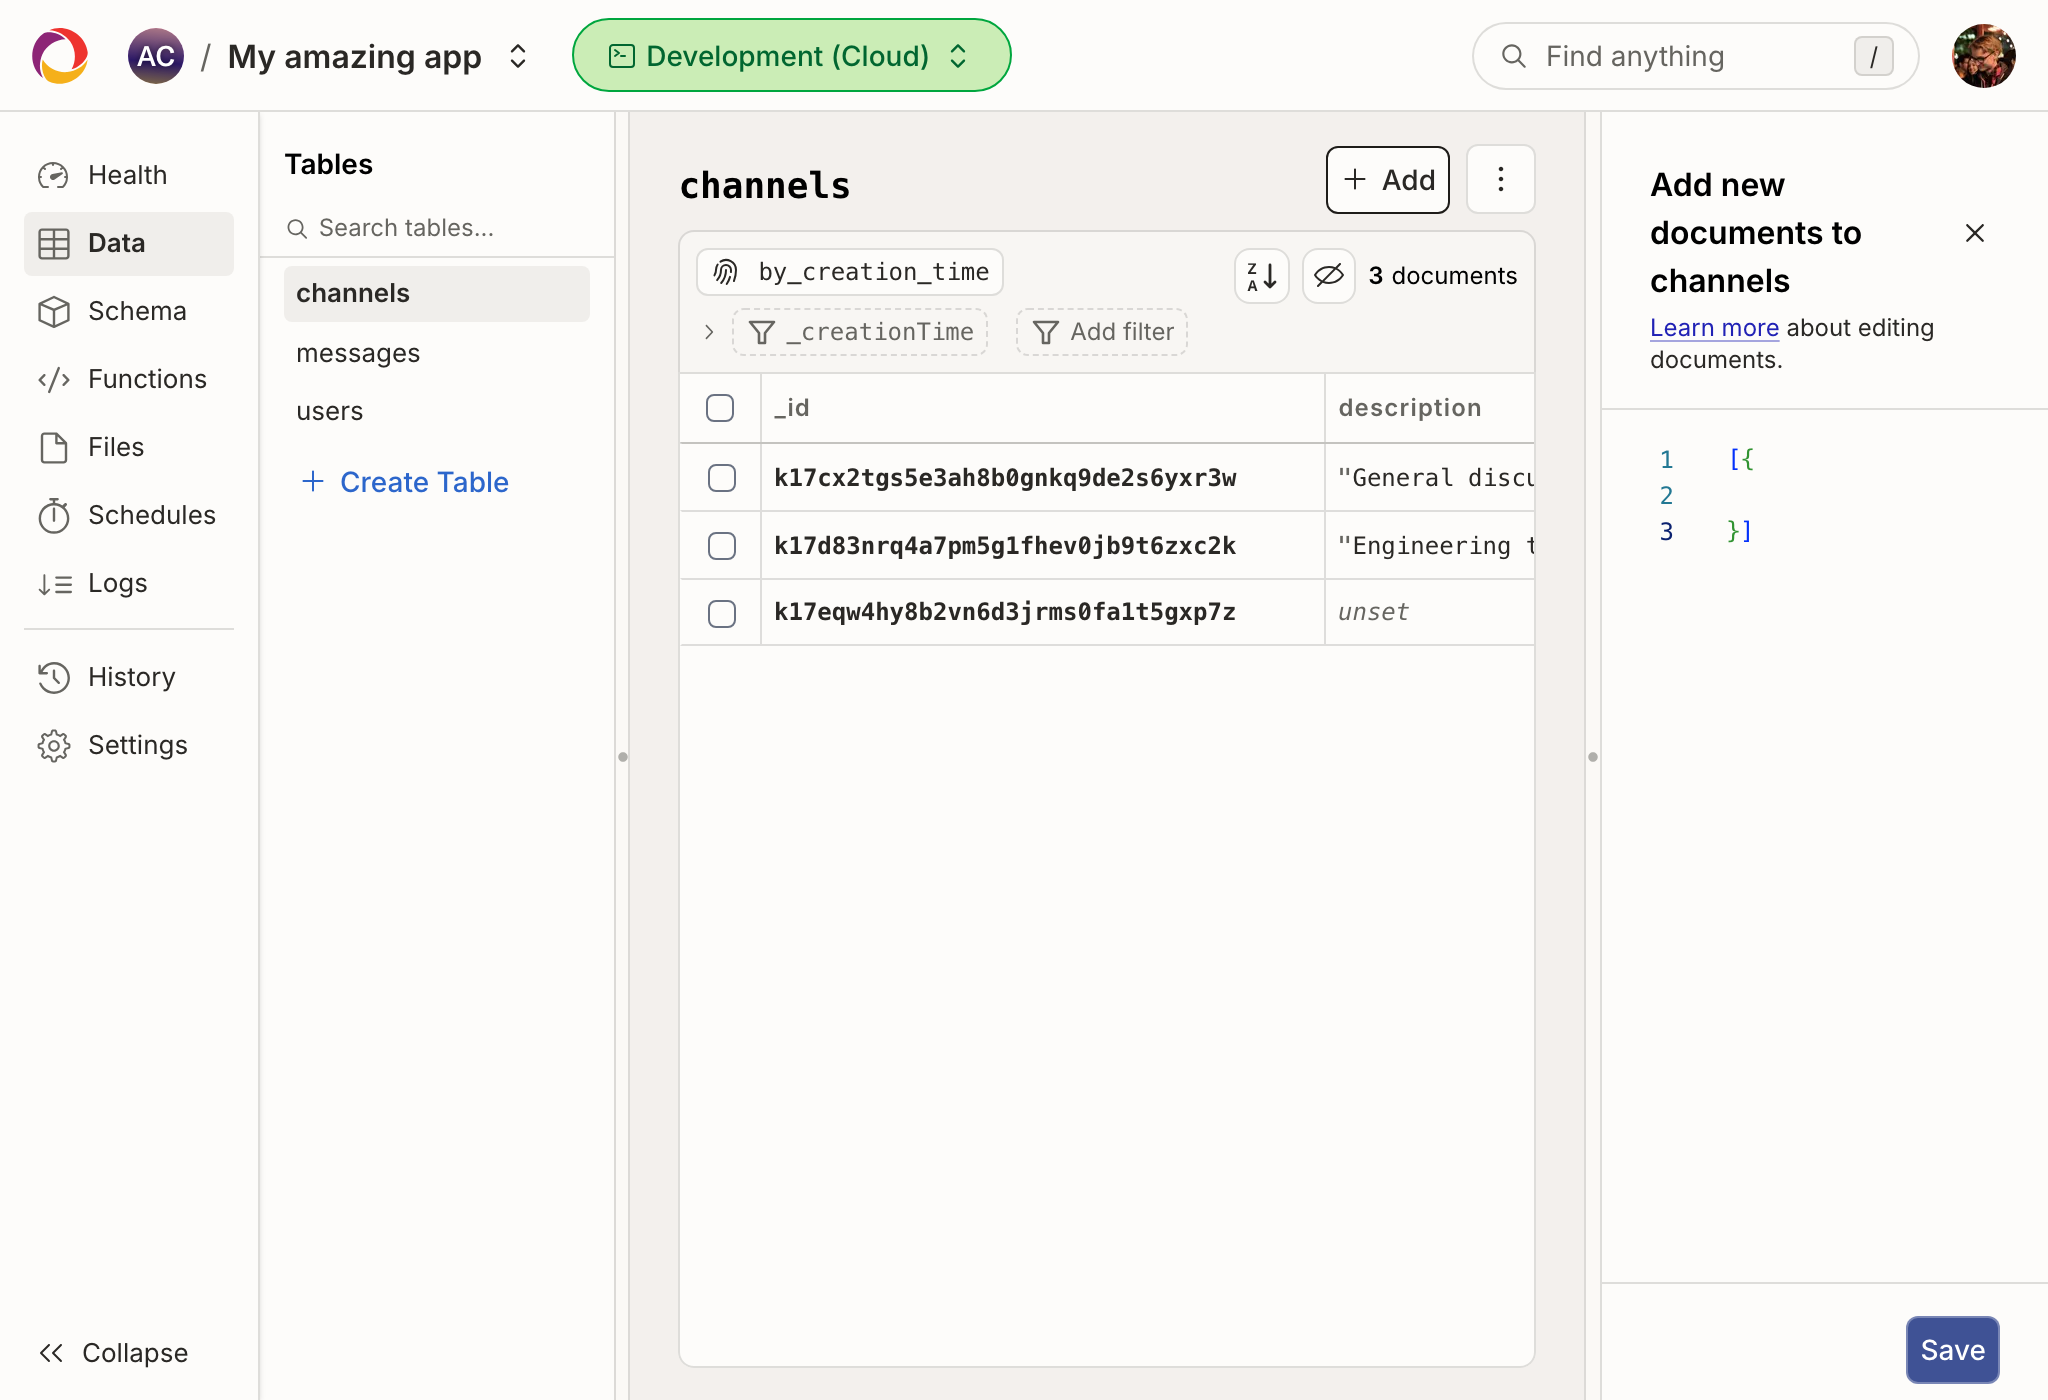 AC / My amazing app
Development (Cloud)
Find anything /
Health
Data
Schema
Functions
Files
Schedules
Logs
History
Settings
Collapse
Tables
Search tables...
channels
messages
users
+ Create Table
channels
+ Add
by_creation_time
Z
A
3 documents
_creationTime
Add filter
_id description
k17cx2tgs5e3ah8b0gnkq9de2s6yxr3w "General discu
k17d83nrq4a7pm5g1fhev0jb9t6zxc2k "Engineering t
k17eqw4hy8b2vn6d3jrms0fa1t5gxp7z unset
Add new
documents to
channels
Learn more about editing
documents.
1 [{
2
3 }]
Save